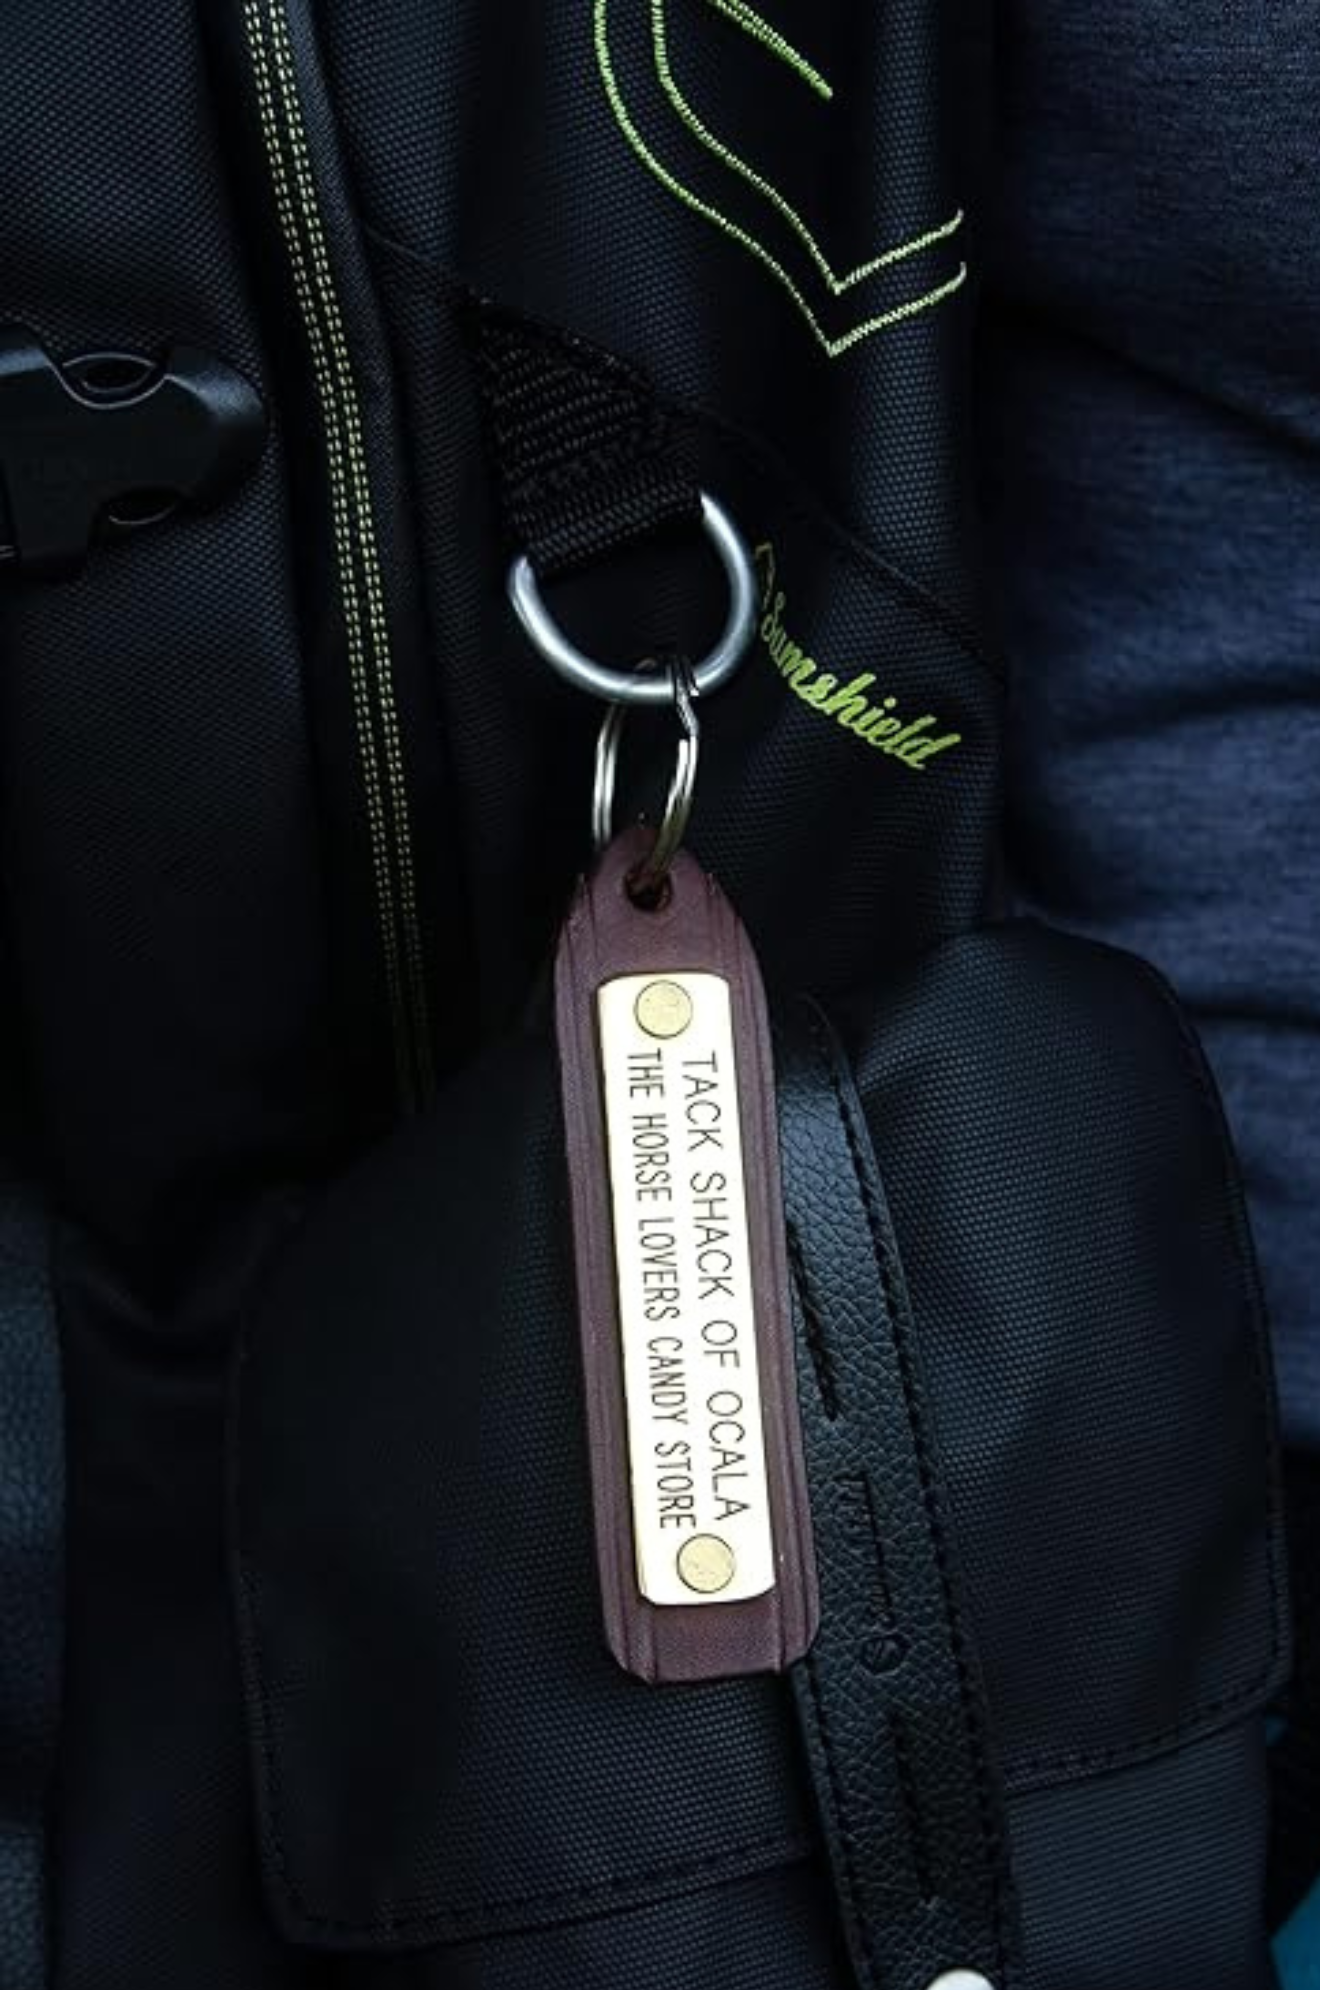 Samshield
TACK SHACK OF OCALA
THE HORSE LOVERS CANDY STORE